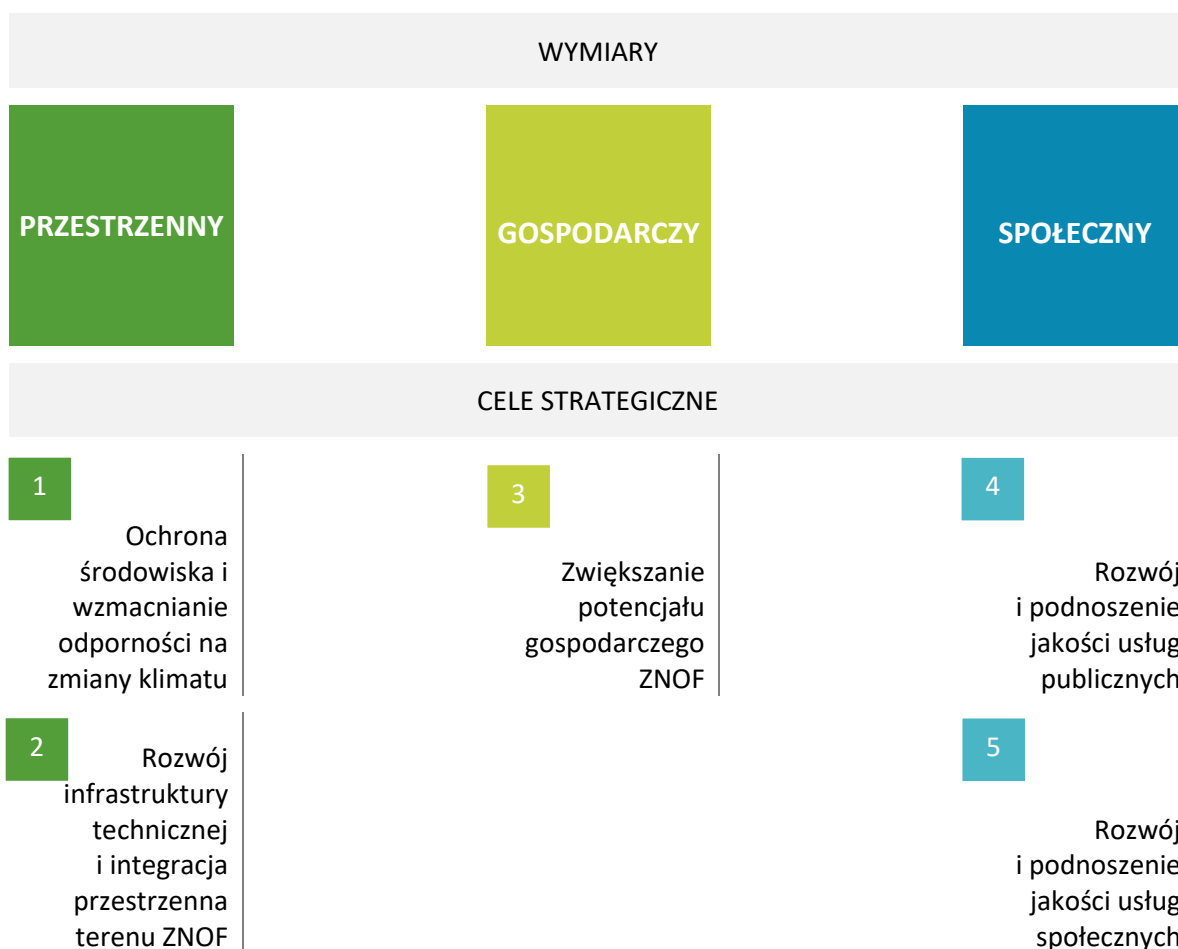 WYMIARY
PRZESTRZENNY
GOSPODARCZY
SPOŁECZNY
CELE STRATEGICZNE
1
Ochrona
środowiska i
wzmacnianie
odporności na
zmiany klimatu
3
Zwiększanie
potencjału
gospodarczego
ZNOF
4
Rozwój
i podnoszenie
jakości usług
publicznych
2
Rozwój
infrastruktury
technicznej
i integracja
przestrzenna
terenu ZNOF
5
Rozwój
i podnoszenie
jakości usług
społecznych